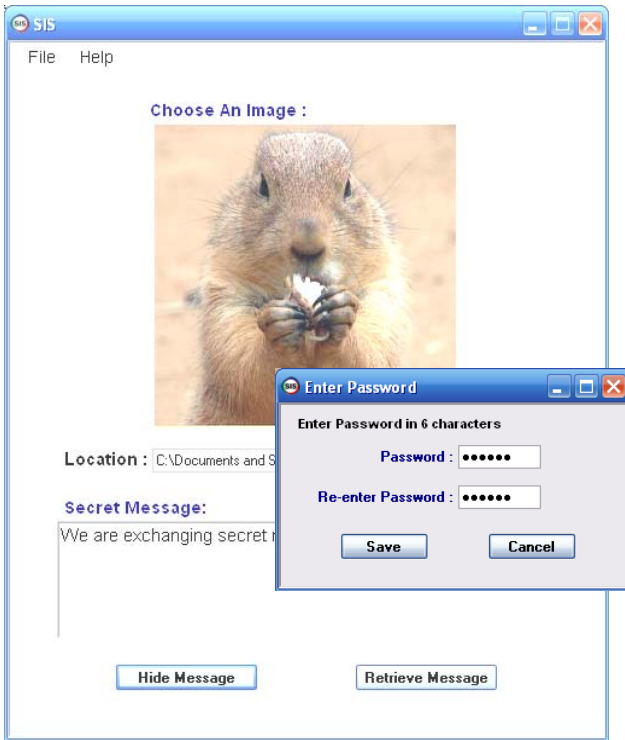 SIS
File Help
Choose An Image :
Enter Password
Enter Password in 6 characters
Password : ••••••
Re-enter Password : ••••••
Save Cancel
Location : C:\Documents and S
Secret Message:
We are exchanging secret
Hide Message Retrieve Message